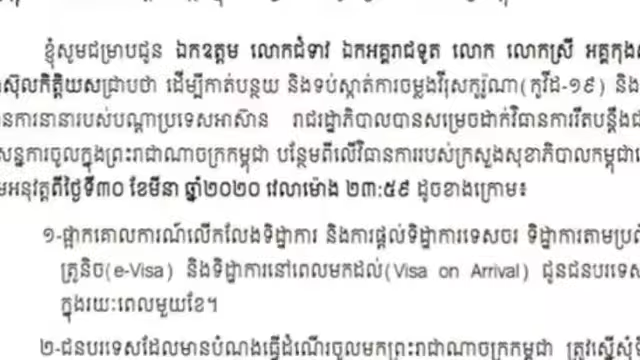 ខ្ញុំសូមជម្រាបជូន ឯកឧត្តម លោកជំទាវ ឯកអគ្គរាជទូត លោក លោកស្រី អគ្គកុង
ស៊ុលកិត្តិយសជ្រាបថា ដើម្បីកាត់បន្ថយ និងទប់ស្កាត់ការចម្លងវីរុសកូរ៉ូណា(កូវីដ-១៩) និង
ានការនានារបស់បណ្តាប្រទេសអាស៊ាន រាជរដ្ឋាភិបាលបានសម្រេចដាក់វិធានការរឹតបន្តឹង
សន្នការចូលក្នុងព្រះរាជាណាចក្រកម្ពុជា បន្ថែមពីលើវិធានការរបស់ក្រសួងសុខាភិបាលកម្ពុជា
មអនុវត្តពីថ្ងៃទី៣០ ខែមីនា ឆ្នាំ២០២០ វេលាម៉ោង ២៣:៥៩ ដូចខាងក្រោម៖
១-ផ្អាកគោលការណ៍លើកលែងទិដ្ឋាការ និងការផ្តល់ទិដ្ឋាការទេសចរ ទិដ្ឋាការតាមប្រព័
ត្រូនិច(e-Visa) និងទិដ្ឋាការនៅពេលមកដល់(Visa on Arrival) ជូនជនបរទេស
ក្នុងរយៈពេលមួយខែ។
២-ជនបរទេសដែលមានបំណងធ្វើដំណើរចូលមកព្រះរាជាណាចក្រកម្ពុជា ត្រូវស្នើសុំ